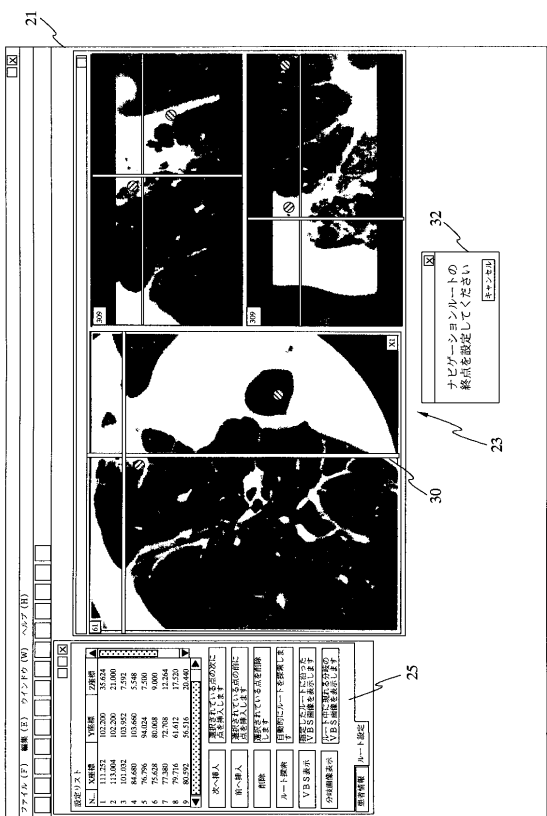 21
ファイル (F) 編集 (E) ウィンドウ (W) ヘルプ (H)
設定リスト
N... X座標 Y座標 Z座標
1 111.252 102.200 35.624
2 113.004 102.200 21.000
3 101.032 103.952 7.592
4 84.680 103.660 5.548
5 76.796 94.024 7.500
6 75.628 80.008 9.000
7 77.380 72.708 12.264
8 79.716 61.612 17.520
9 80.592 56.716 20.440
次へ挿入 選択されている点の次に
点を挿入します
前へ挿入 選択されている点の前に
点を挿入します
削除 選択されている点を削除
します
ルート探索 自動的にルートを探索しま
す
VBS表示 指定したルートに沿った
VBS画像を表示します
分岐画像表示 ルート中に現れる分岐の
VBS画像を表示します
患者情報 ルート設定
25
61
X1
30
309
309
23
ナビゲーションルートの
終点を設定してください
キャンセル
32